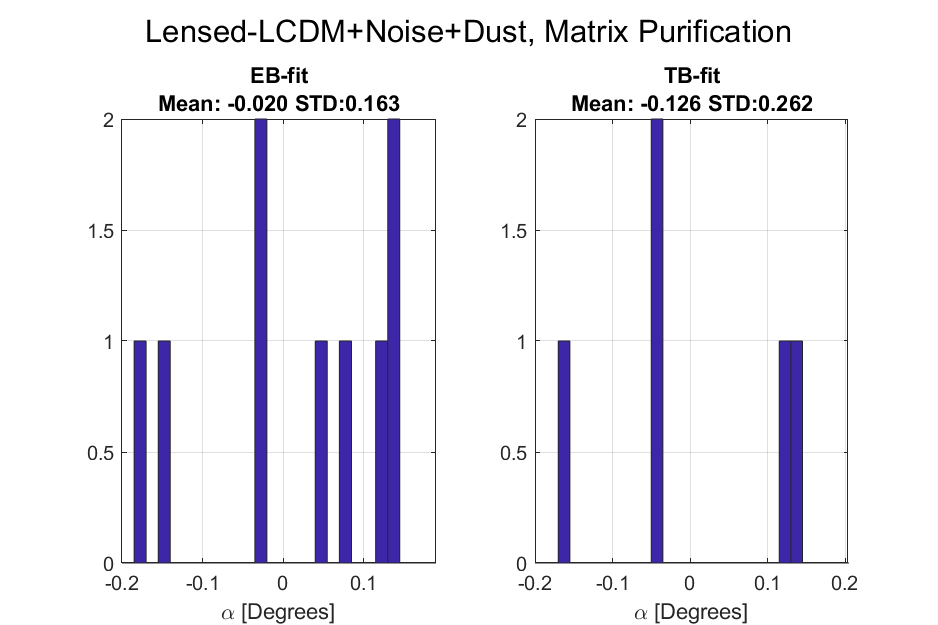 Lensed-LCDM+Noise+Dust, Matrix Purification
EB-fit
Mean: -0.020 STD:0.163
2
1.5
1
0.5
0
-0.2
-0.1
0
0.1
α [Degrees]
TB-fit
Mean: -0.126 STD:0.262
2
1.5
1
0.5
0
-0.2
-0.1
0
0.1
0.2
α [Degrees]